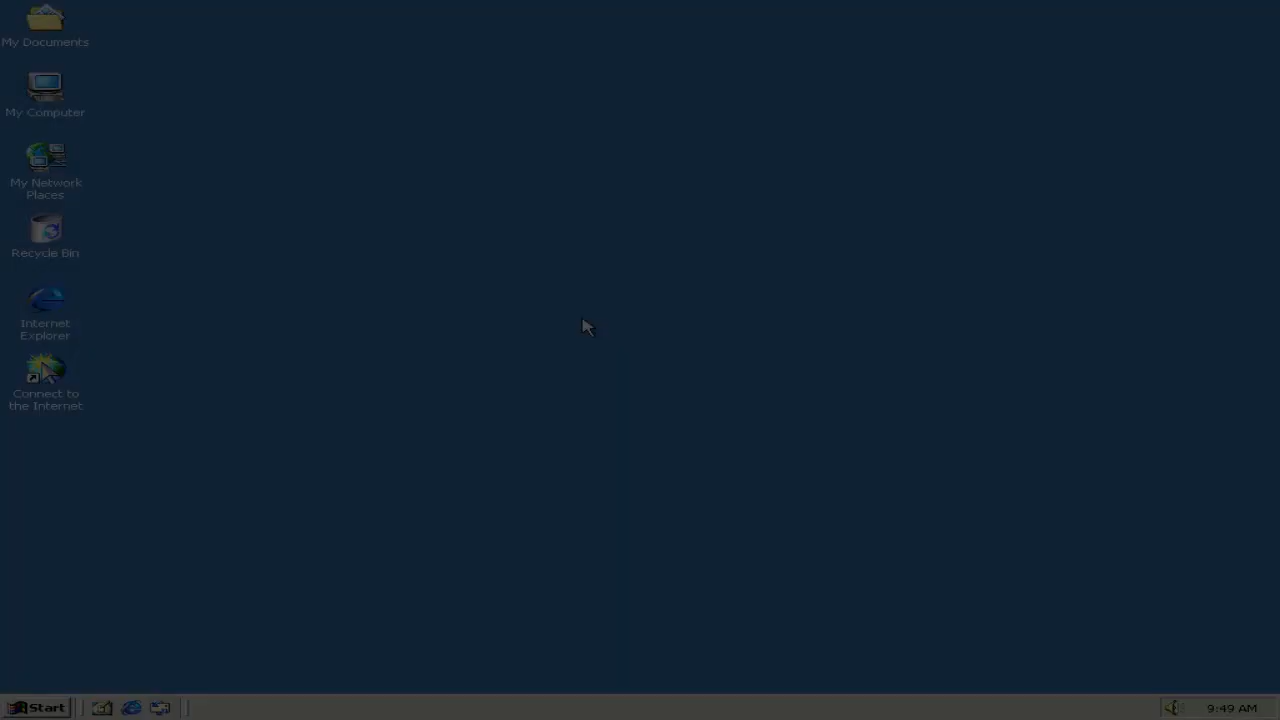 My Documents
My Computer
My Network
Places
Recycle Bin
Internet
Explorer
Connect to
the Internet
Start
9:49 AM